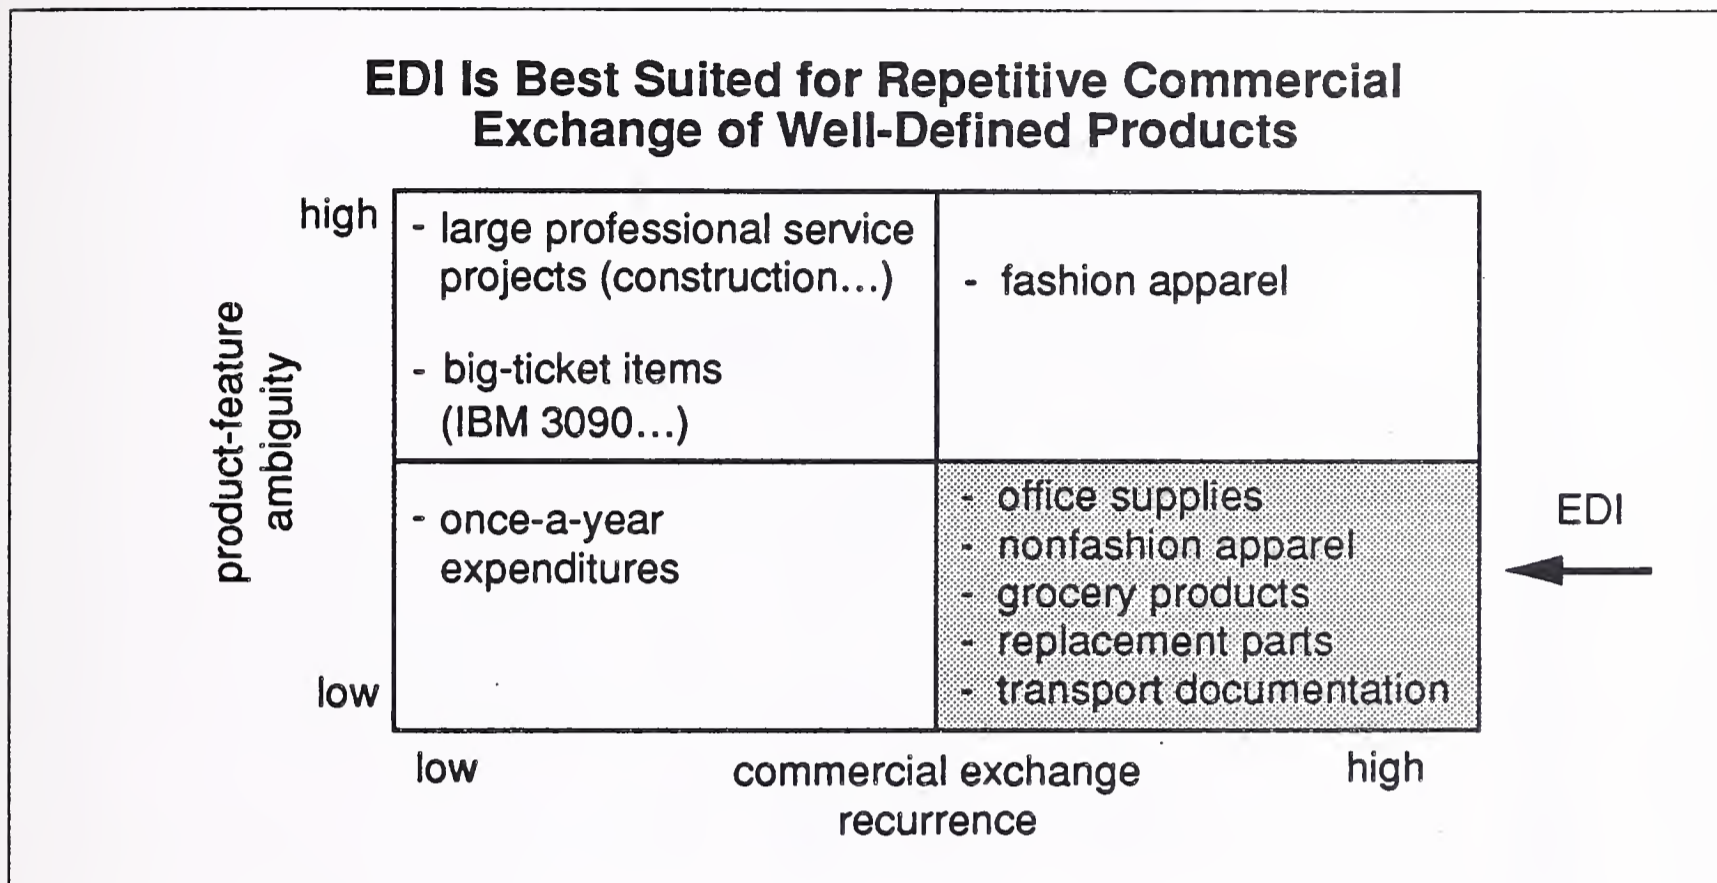 EDI Is Best Suited for Repetitive Commercial
Exchange of Well-Defined Products
high
- large professional service
projects (construction...)
- big-ticket items
(IBM 3090...)
- fashion apparel
product-feature
ambiguity
- once-a-year
expenditures
- office supplies
- nonfashion apparel
- grocery products
- replacement parts
- transport documentation
EDI
low
low
commercial exchange
recurrence
high